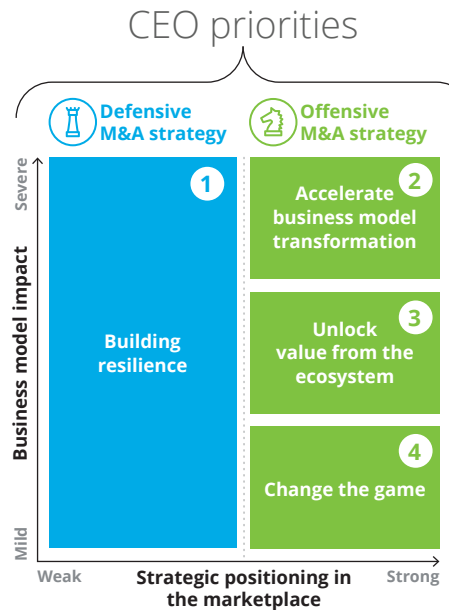 CEO priorities
Defensive
M&A strategy
Offensive
M&A strategy
Severe
Business model impact
Mild
1
Building
resilience
2
Accelerate
business model
transformation
3
Unlock
value from the
ecosystem
4
Change the game
Weak
Strategic positioning in
the marketplace
Strong